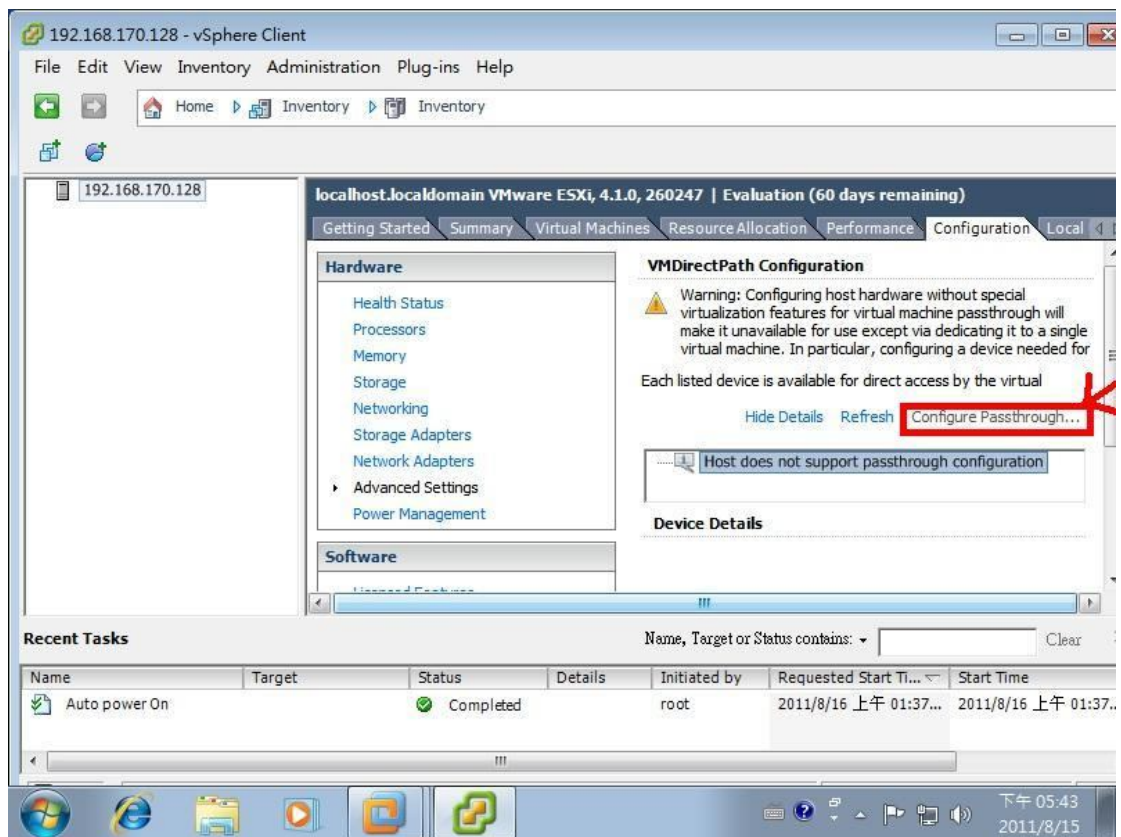 192.168.170.128 - vSphere Client
File Edit View Inventory Administration Plug-ins Help
Home Inventory Inventory
192.168.170.128
localhost.localdomain VMware ESXi, 4.1.0, 260247 | Evaluation (60 days remaining)
Getting Started Summary Virtual Machines Resource Allocation Performance Configuration Local
Hardware
Health Status
Processors
Memory
Storage
Networking
Storage Adapters
Network Adapters
Advanced Settings
Power Management
Software
Licensed Features
VMDirectPath Configuration
Warning: Configuring host hardware without special
virtualization features for virtual machine passthrough will
make it unavailable for use except via dedicating it to a single
virtual machine. In particular, configuring a device needed for
Each listed device is available for direct access by the virtual
Hide Details Refresh Configure Passthrough...
Host does not support passthrough configuration
Device Details
Recent Tasks
Name, Target or Status contains: Clear
Name Target Status Details Initiated by Requested Start Ti... Start Time
Auto power On Completed root 2011/8/16 上午 01:37... 2011/8/16 上午 01:37..
下午 05:43
2011/8/15